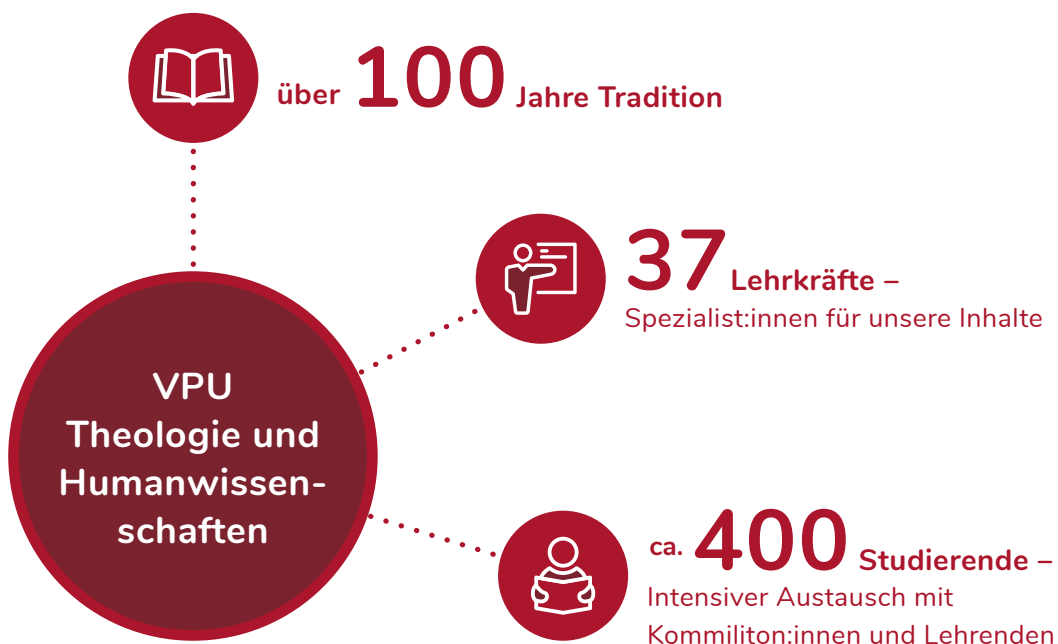 über 100 Jahre Tradition
37 Lehrkräfte –
Spezialist:innen für unsere Inhalte
VPU
Theologie und
Humanwissen-
schaften
ca. 400 Studierende –
Intensiver Austausch mit
Kommiliton:innen und Lehrenden